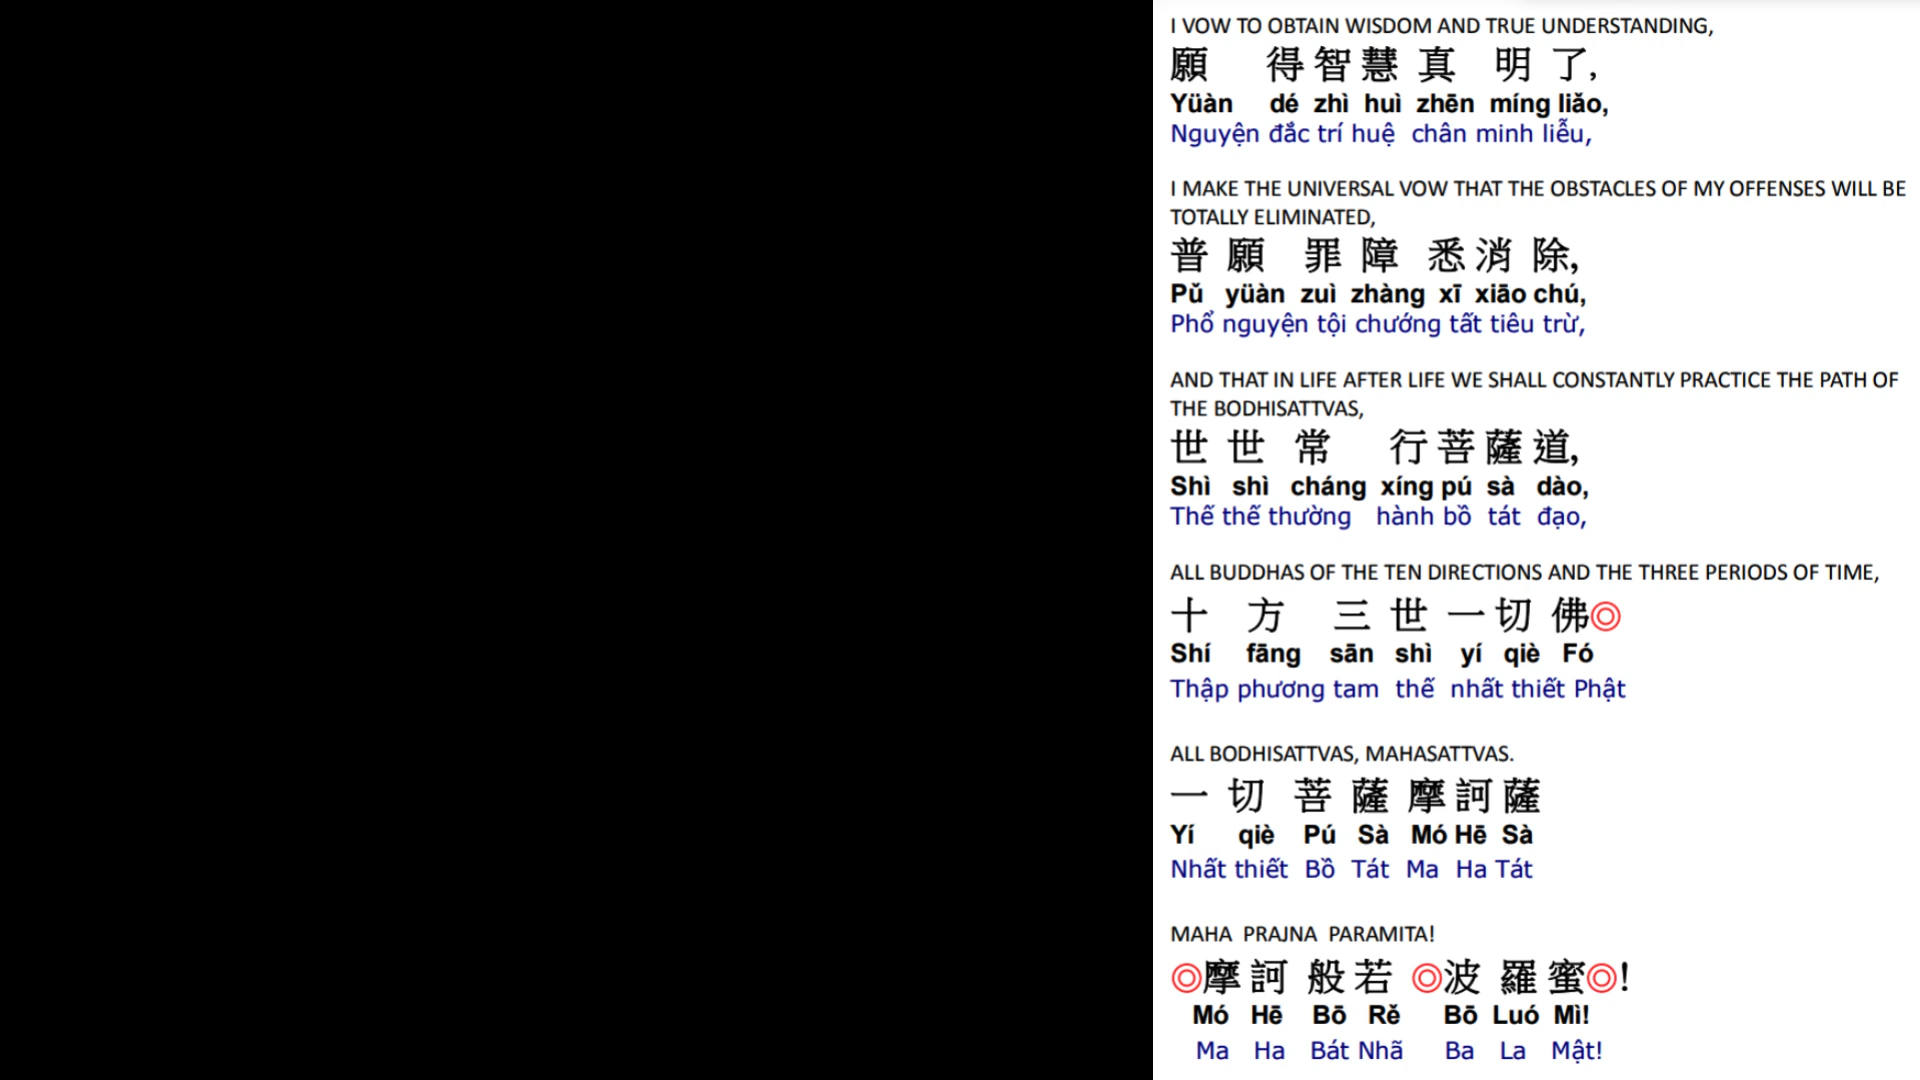 I VOW TO OBTAIN WISDOM AND TRUE UNDERSTANDING,
願 得 智 慧 真 明 了,
Yüàn dé zhì huì zhēn míng liǎo,
Nguyện đắc trí huệ chân minh liễu,
I MAKE THE UNIVERSAL VOW THAT THE OBSTACLES OF MY OFFENSES WILL BE
TOTALLY ELIMINATED,
普 願 罪 障 悉 消 除,
Pǔ yüàn zuì zhàng xī xiāo chú,
Phổ nguyện tội chướng tất tiêu trừ,
AND THAT IN LIFE AFTER LIFE WE SHALL CONSTANTLY PRACTICE THE PATH OF
THE BODHISATTVAS,
世 世 常 行 菩 薩 道,
Shì shì cháng xíng pú sà dào,
Thế thế thường hành bồ tát đạo,
ALL BUDDHAS OF THE TEN DIRECTIONS AND THE THREE PERIODS OF TIME,
十 方 三 世 一 切 佛◎
Shí fāng sān shì yí qiè Fó
Thập phương tam thế nhất thiết Phật
ALL BODHISATTVAS, MAHASATTVAS.
一 切 菩 薩 摩 訶 薩
Yí qiè Pú Sà Mó Hē Sà
Nhất thiết Bồ Tát Ma Ha Tát
MAHA PRAJNA PARAMITA!
◎摩 訶 般 若 ◎波 羅 蜜◎!
Mó Hē Bō Rě Bō Luó Mì!
Ma Ha Bát Nhã Ba La Mật!